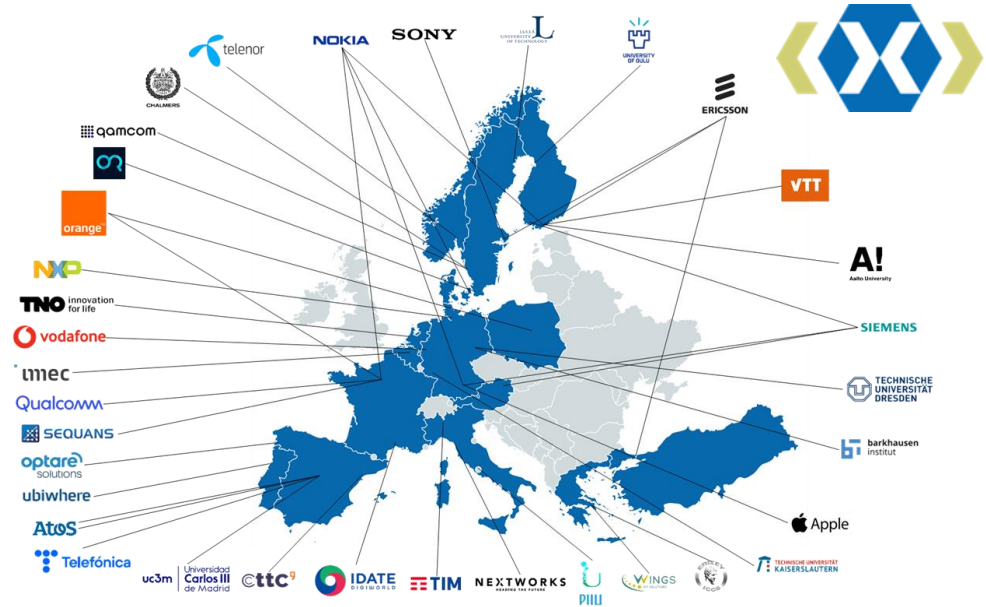 telenor
NOKIA
SONY
L
UNIVERSITY
OF TECHNOLOGY
UNIVERSITY
OF OULU
X
CHALMERS
ERICSSON
qamcom
VTT
orange
A!
Aalto University
NXP
TNO innovation
for life
SIEMENS
vodafone
imec
TECHNISCHE
UNIVERSITÄT
DRESDEN
Qualcomm
SEQUANS
barkhausen
institut
optare
solutions
ubiwhere
Atos
Apple
Telefónica
TECHNISCHE UNIVERSITÄT
KAISERSLAUTERN
uc3m Universidad
Carlos III
de Madrid
cttc
IDATE
DIGIWORLD
TIM
NEXTWORKS
PIIU
WINGS